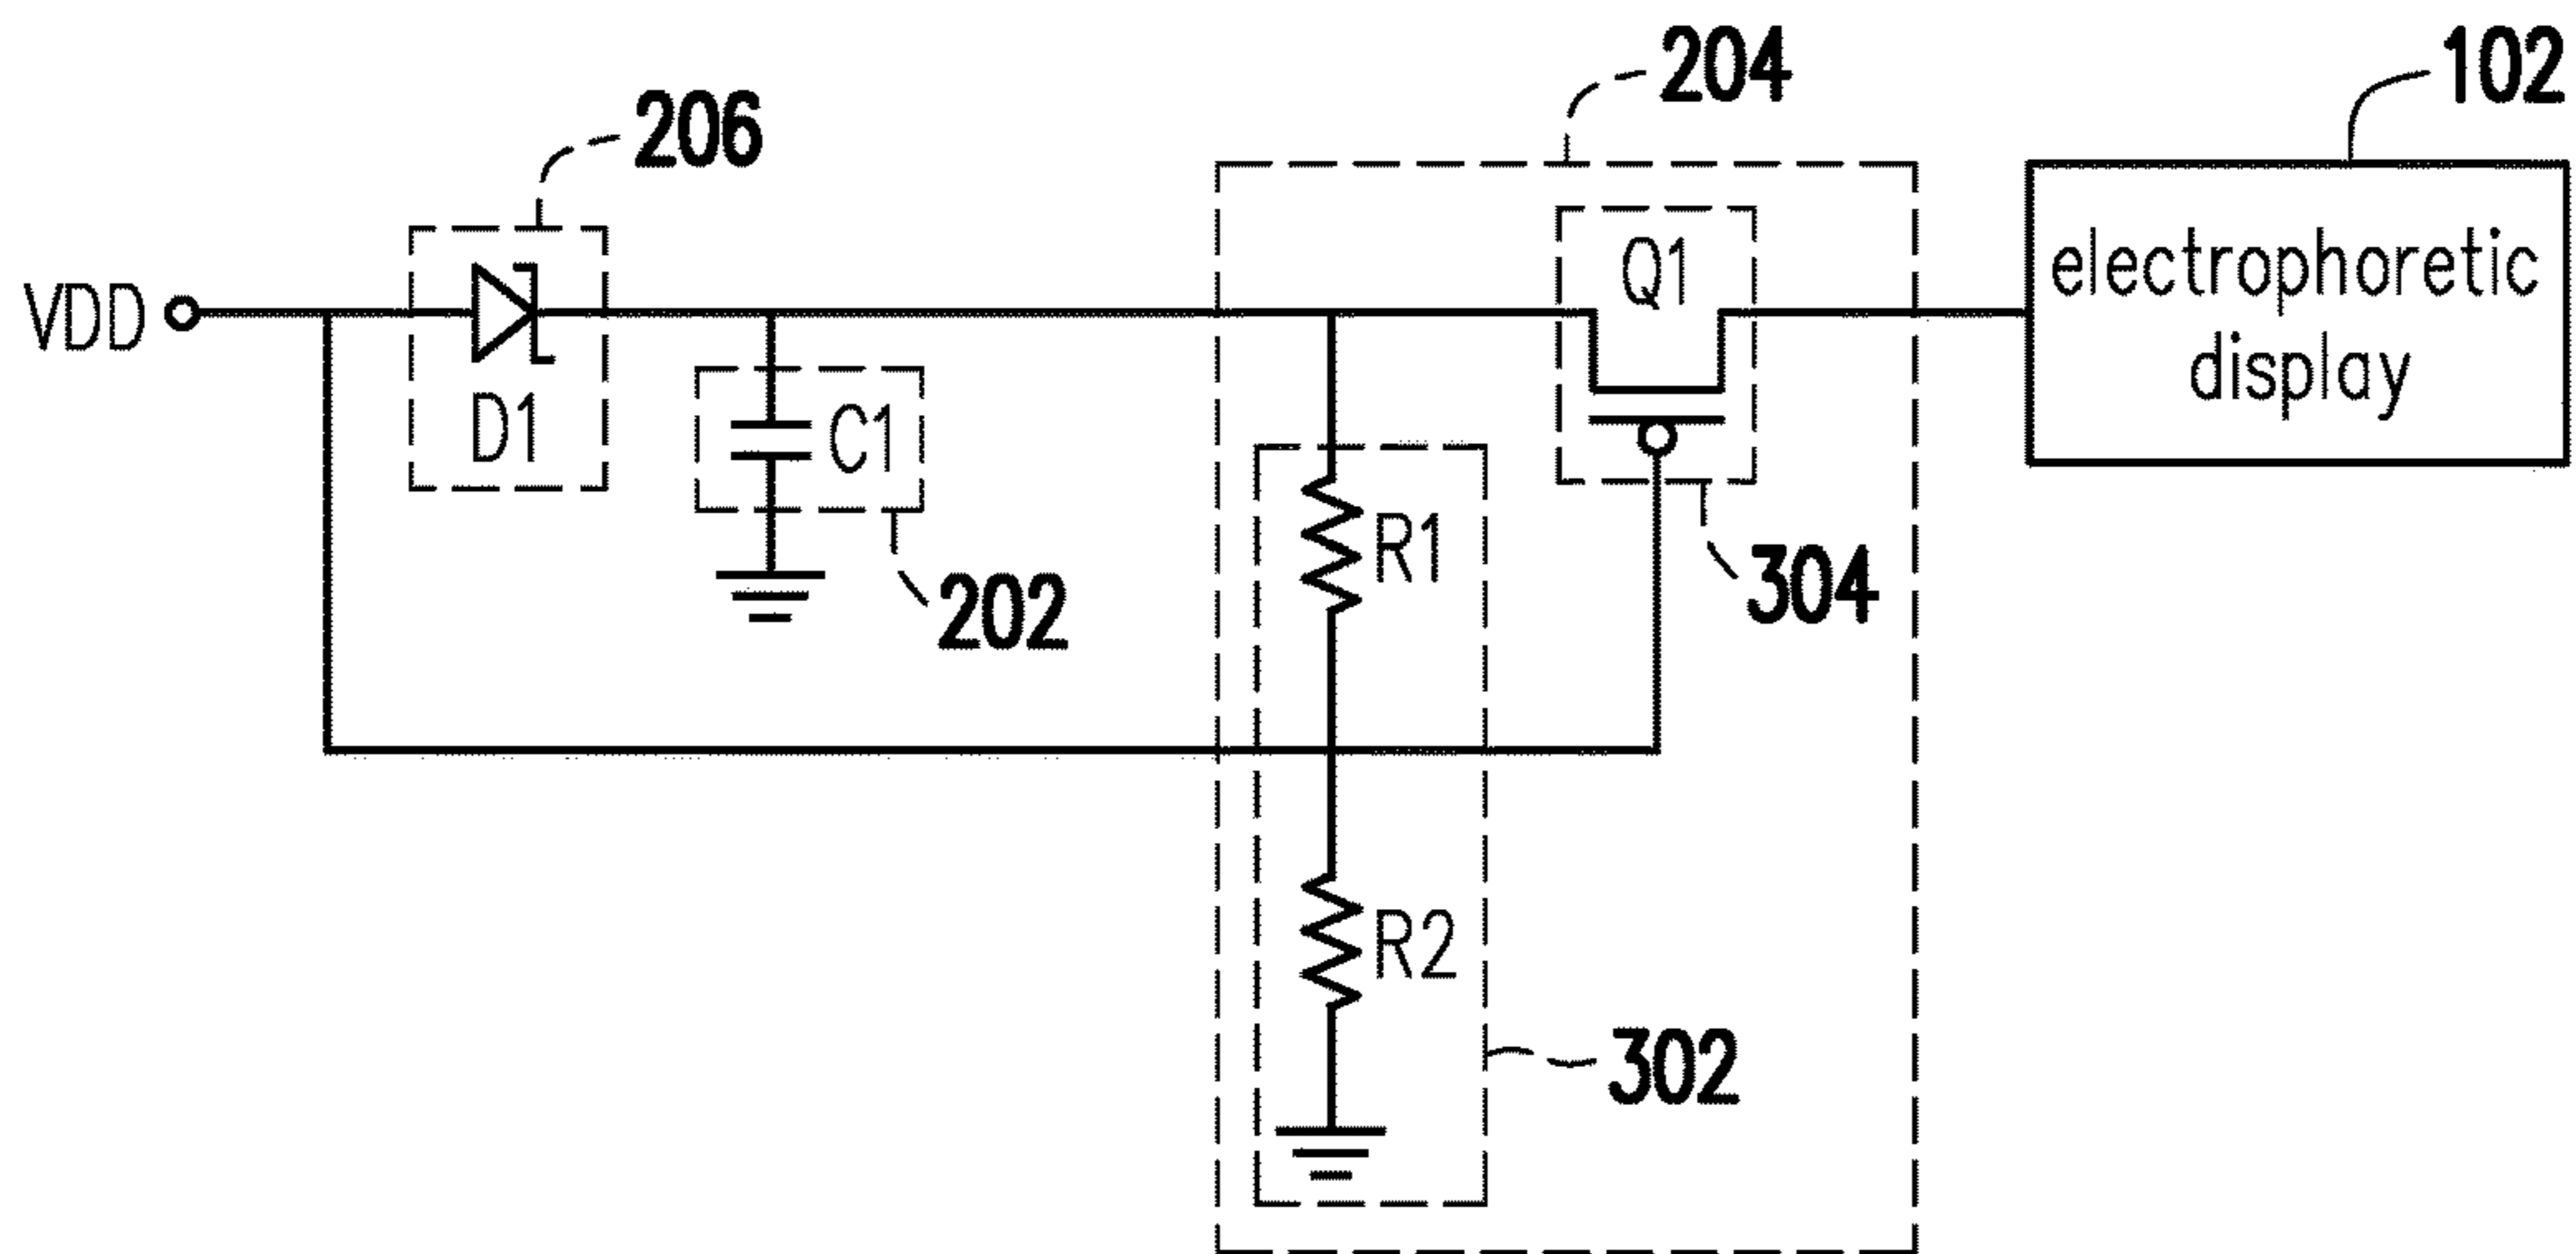 204
102
206
VDD
D1
C1
202
Q1
304
electrophoretic
display
R1
R2
302